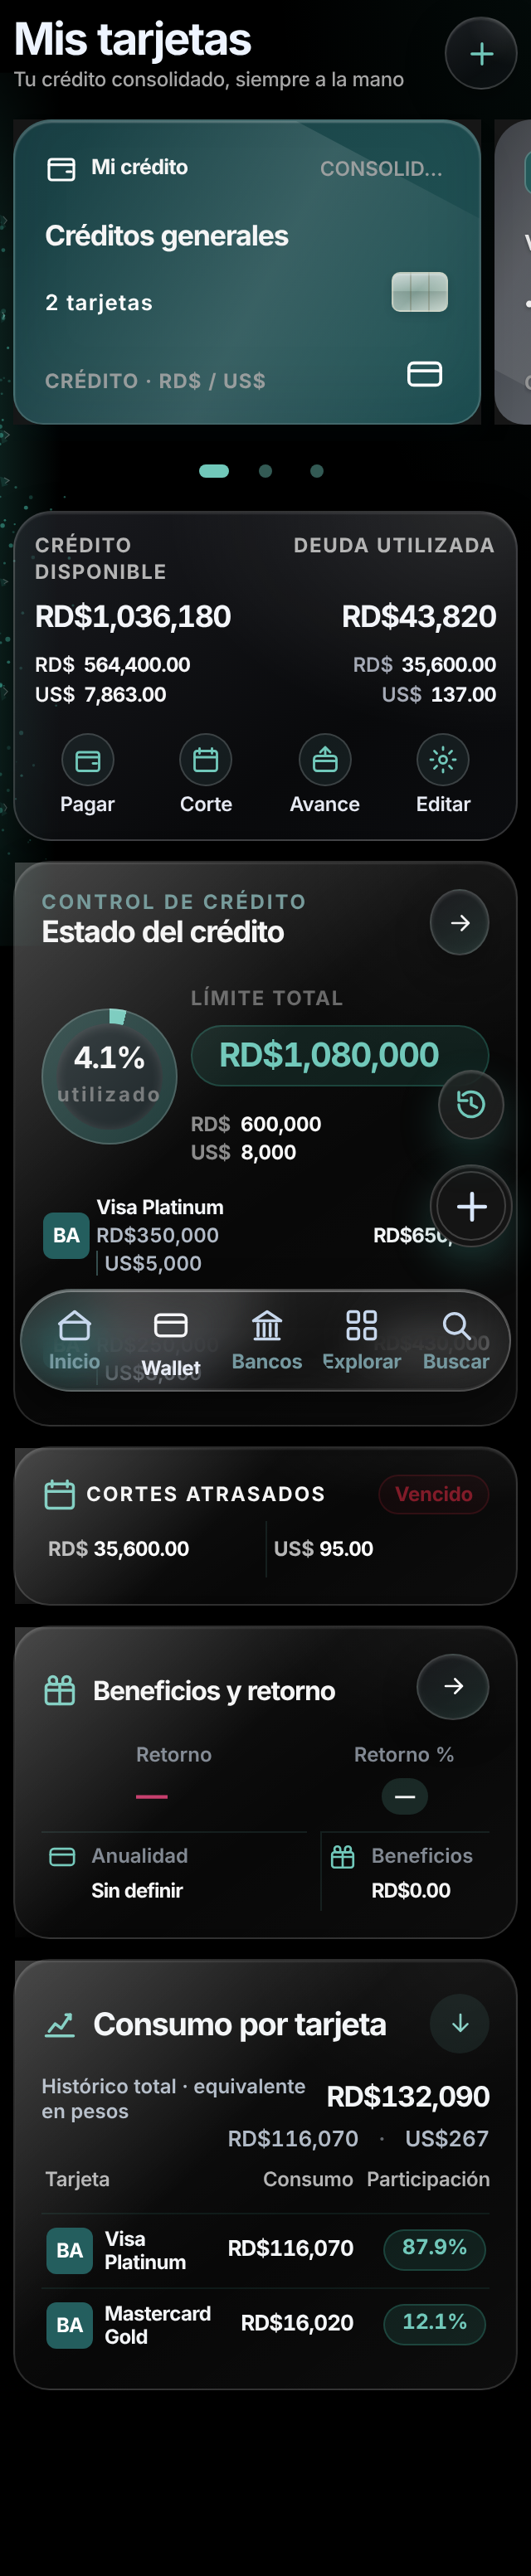 Mis tarjetas
Tu crédito consolidado, siempre a la mano
Mi crédito
CONSOLID...
Créditos generales
2 tarjetas
CRÉDITO · RD$ / US$
CRÉDITO DISPONIBLE
DEUDA UTILIZADA
RD$1,036,180
RD$43,820
RD$ 564,400.00
RD$ 35,600.00
US$ 7,863.00
US$ 137.00
Pagar
Corte
Avance
Editar
CONTROL DE CRÉDITO
Estado del crédito
LÍMITE TOTAL
4.1%
utilizado
RD$1,080,000
RD$ 600,000
US$ 8,000
Visa Platinum
BA
RD$350,000
RD$650,
US$5,000
Inicio
Wallet
Bancos
Explorar
Buscar
CORTES ATRASADOS
Vencido
RD$ 35,600.00
US$ 95.00
Beneficios y retorno
Retorno
Retorno %
—
—
Anualidad
Beneficios
Sin definir
RD$0.00
Consumo por tarjeta
Histórico total · equivalente
en pesos
RD$132,090
RD$116,070 · US$267
Tarjeta
Consumo
Participación
BA
Visa
Platinum
RD$116,070
87.9%
BA
Mastercard
Gold
RD$16,020
12.1%